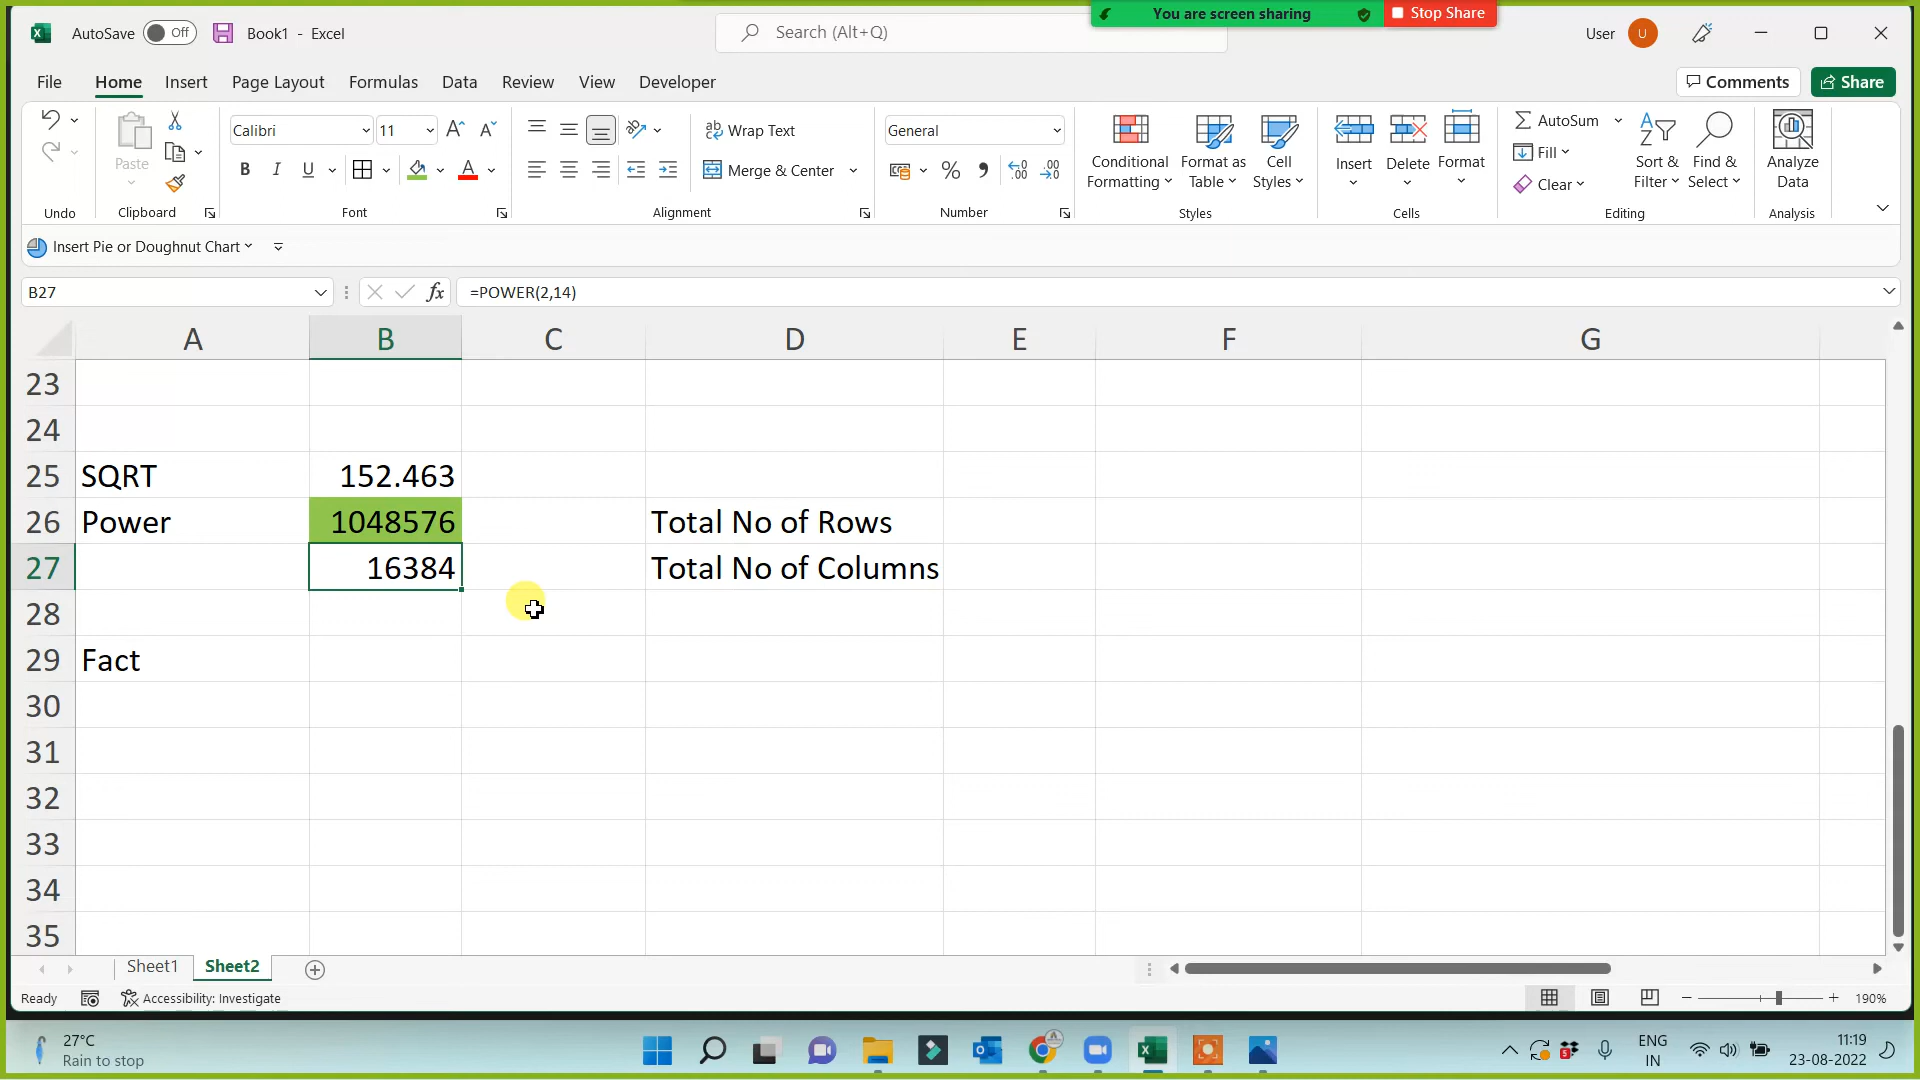 You are screen sharing Stop Share
AutoSave Off Book1 - Excel Search (Alt+Q) User U
File Home Insert Page Layout Formulas Data Review View Developer Comments Share
Paste Calibri 11 Wrap Text General Conditional Formatting Format as Table Cell Styles Insert Delete Format AutoSum Sort & Filter Find & Select Analyze Data
B I U A Merge & Center % Fill
Clear
Undo Clipboard Font Alignment Number Styles Cells Editing Analysis
Insert Pie or Doughnut Chart
B27 fx =POWER(2,14)
A B C D E F G
23
24
25 SQRT 152.463
26 Power 1048576 Total No of Rows
27 16384 Total No of Columns
28
29 Fact
30
31
32
33
34
35
Sheet1 Sheet2
Ready Accessibility: Investigate 190%
27°C ENG 11:19
Rain to stop IN 23-08-2022